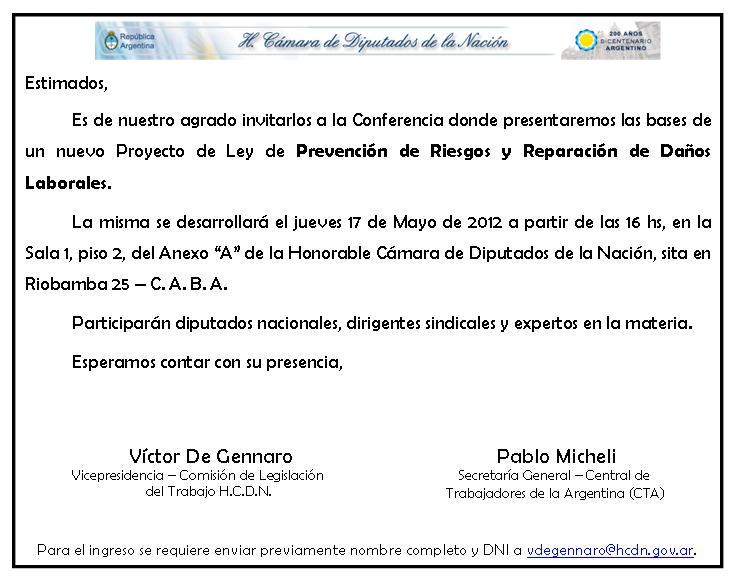 República
Argentina
H. Cámara de Diputados de la Nación
200 AÑOS
BICENTENARIO
ARGENTINO
Estimados,
Es de nuestro agrado invitarlos a la Conferencia donde presentaremos las bases de
un nuevo Proyecto de Ley de Prevención de Riesgos y Reparación de Daños
Laborales.
La misma se desarrollará el jueves 17 de Mayo de 2012 a partir de las 16 hs, en la
Sala 1, piso 2, del Anexo “A” de la Honorable Cámara de Diputados de la Nación, sita en
Riobamba 25 – C. A. B. A.
Participarán diputados nacionales, dirigentes sindicales y expertos en la materia.
Esperamos contar con su presencia,
Víctor De Gennaro
Vicepresidencia – Comisión de Legislación
del Trabajo H.C.D.N.
Pablo Micheli
Secretaría General – Central de
Trabajadores de la Argentina (CTA)
Para el ingreso se requiere enviar previamente nombre completo y DNI a vdegennaro@hcdn.gov.ar.